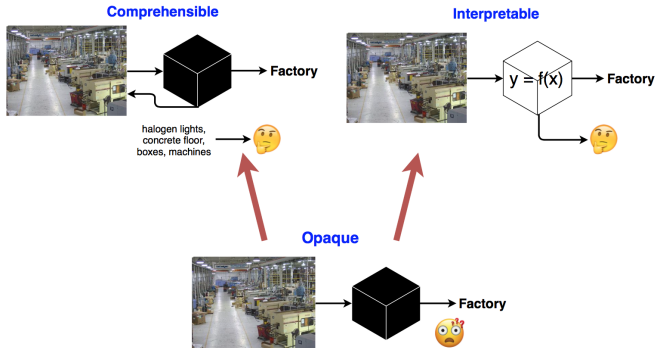 Comprehensible
Interpretable
Factory
y = f(x)
Factory
halogen lights,
concrete floor,
boxes, machines
Opaque
Factory